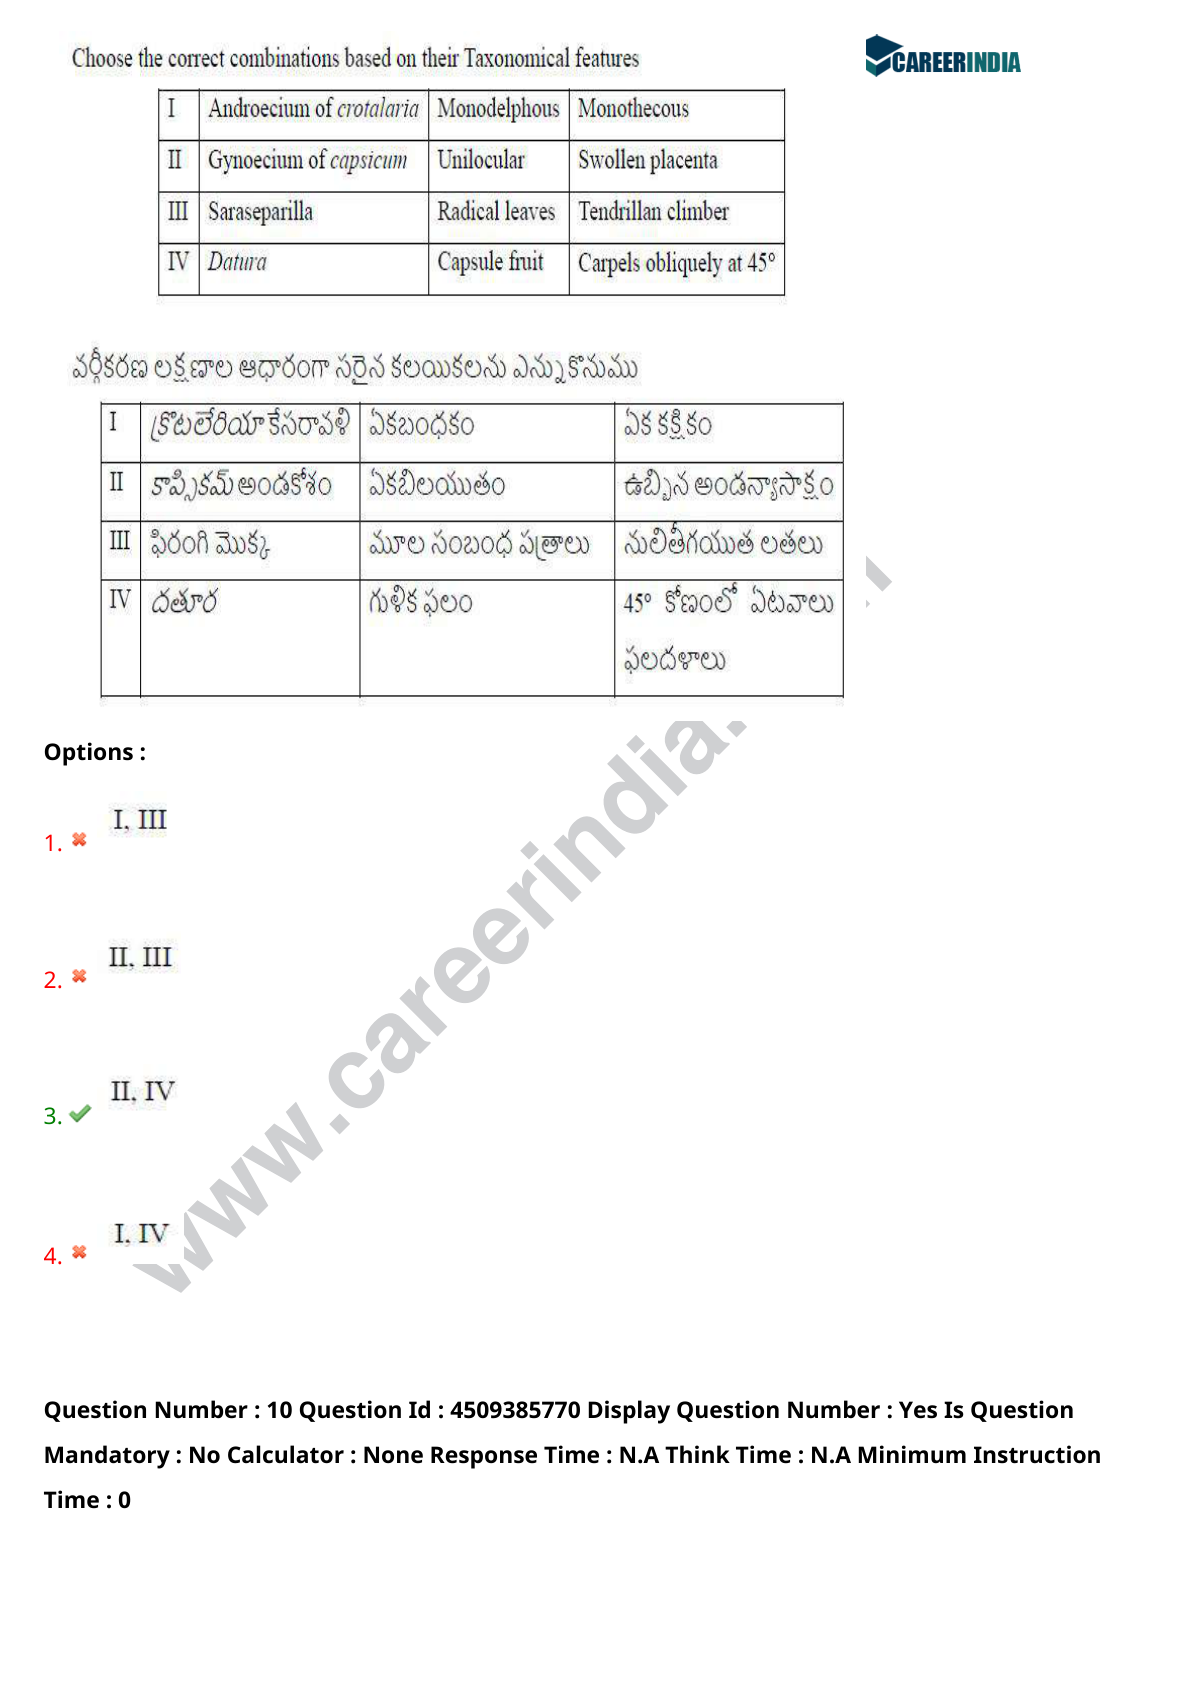 CAREERINDIA
Choose the correct combinations based on their Taxonomical features
I Androecium of crotalaria Monodelphous Monothecous
II Gynoecium of capsicum Unilocular Swollen placenta
III Saraseparilla Radical leaves Tendrillan climber
IV Datura Capsule fruit Carpels obliquely at 45°
వర్గీకరణ లక్షణాల ఆధారంగా సరైన కలయికలను ఎన్నుకొనుము
I క్రొటలేరియా కేసరావళి ఏకబంధకం ఏక కక్షికం
II కాప్సికమ్ అండకోశం ఏకబిలయుతం ఉబ్బిన అండన్యాసాక్షం
III ఫిరంగి మొక్క మూల సంబంధ పత్రాలు నులితీగయుత లతలు
IV దతూర గుళిక ఫలం 45° కోణంలో ఏటవాలు
ఫలదళాలు
Options :
1. I, III
2. II, III
3. II, IV
4. I, IV
www.careerindia.
Question Number : 10 Question Id : 4509385770 Display Question Number : Yes Is Question
Mandatory : No Calculator : None Response Time : N.A Think Time : N.A Minimum Instruction
Time : 0